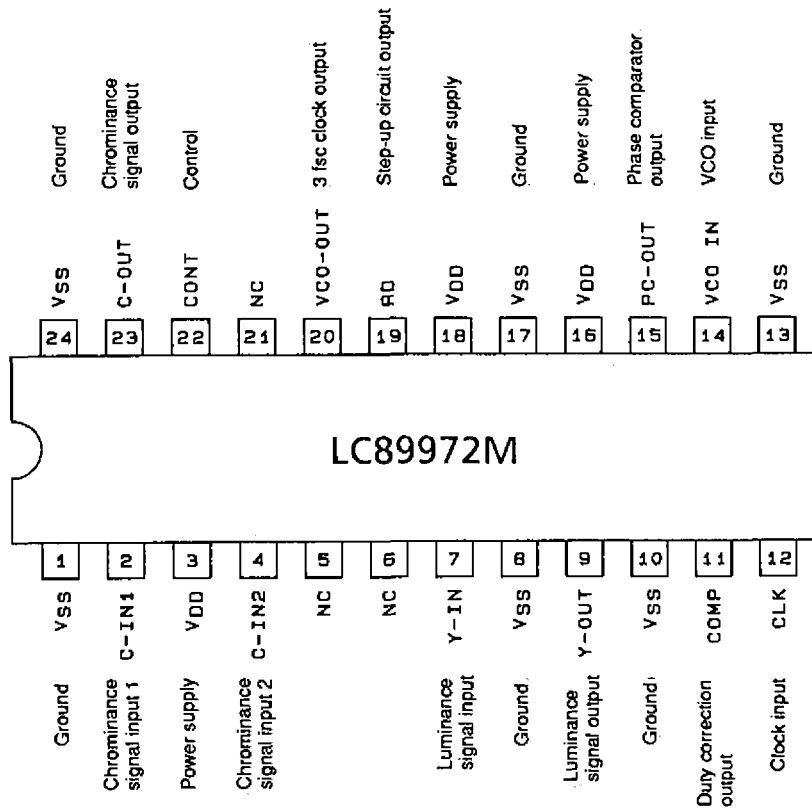 Ground
Chrominance
signal output
Control
3 fsc clock output
Step-up circuit output
Power supply
Ground
Power supply
Phase comparator
output
VCO input
Ground
VSS
C-OUT
CONT
NC
VCO-OUT
RD
VDD
VSS
VDD
PC-OUT
VCO IN
VSS
24 23 22 21 20 19 18 17 16 15 14 13
LC89972M
1 2 3 4 5 6 7 8 9 10 11 12
VSS
C-IN1
VDD
C-IN2
NC
NC
Y-IN
VSS
Y-OUT
VSS
COMP
CLK
Ground
Chrominance
signal input 1
Power supply
Chrominance
signal input 2
Luminance
signal input
Ground
Luminance
signal output
Ground
Duty correction
output
Clock input